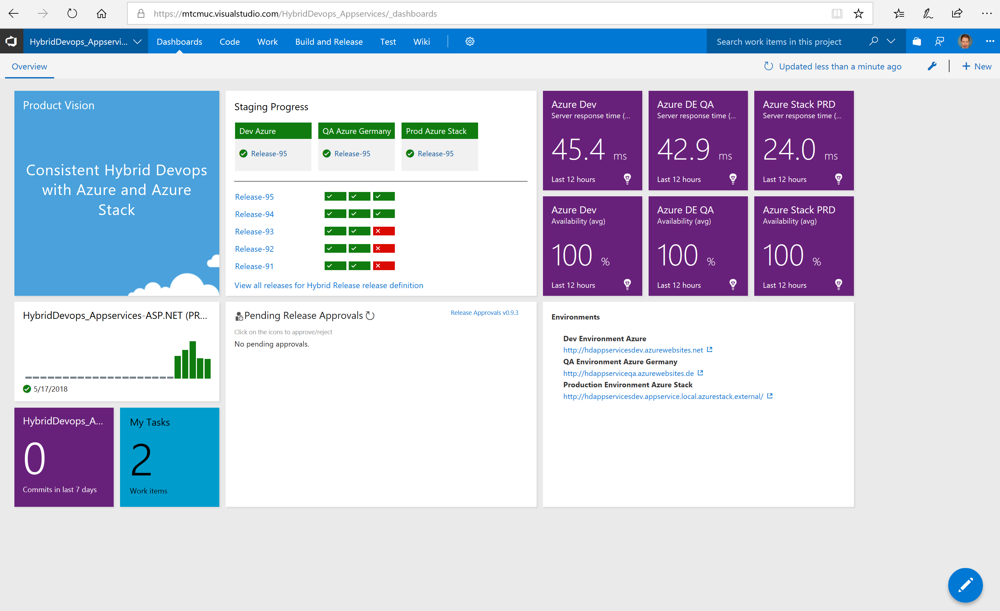 https://mtcmuc.visualstudio.com/HybridDevops_Appservices/_dashboards
HybridDevops_Appservi...
Dashboards
Code
Work
Build and Release
Test
Wiki
Search work items in this project
Overview
Updated less than a minute ago
New
Product Vision
Consistent Hybrid Devops
with Azure and Azure
Stack
Staging Progress
Dev Azure
QA Azure Germany
Prod Azure Stack
Release-95
Release-95
Release-95
Release-95
Release-94
Release-93
Release-92
Release-91
View all releases for Hybrid Release release definition
Azure Dev
Server response time (...
45.4 ms
Last 12 hours
Azure DE QA
Server response time (...
42.9 ms
Last 12 hours
Azure Stack PRD
Server response time (...
24.0 ms
Last 12 hours
Azure Dev
Availability (avg)
100 %
Last 12 hours
Azure DE QA
Availability (avg)
100 %
Last 12 hours
Azure Stack PRD
Availability (avg)
100 %
Last 12 hours
HybridDevops_Appservices-ASP.NET (PR...
5/17/2018
Pending Release Approvals
Release Approvals v0.9.3
Click on the icons to approve/reject
No pending approvals.
Environments
Dev Environment Azure
http://hdappservicesdev.azurewebsites.net
QA Environment Azure Germany
http://hdappserviceqa.azurewebsites.de
Production Environment Azure Stack
http://hdappservicesdev.appservice.local.azurestack.external/
HybridDevops_A...
0
Commits in last 7 days
My Tasks
2
Work items